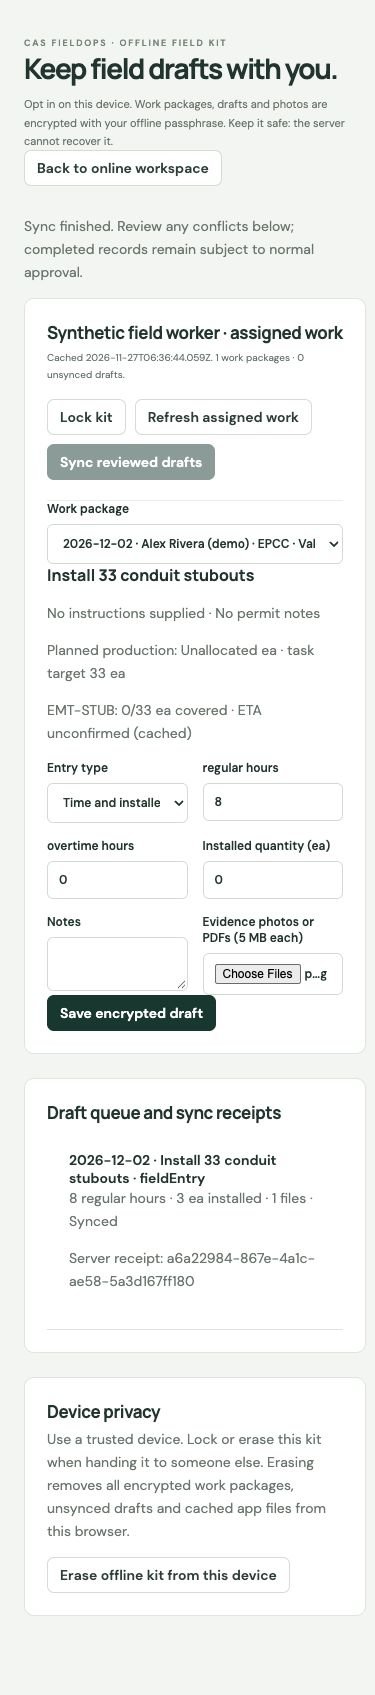 CAS FIELDOPS · OFFLINE FIELD KIT
Keep field drafts with you.
Opt in on this device. Work packages, drafts and photos are
encrypted with your offline passphrase. Keep it safe: the server
cannot recover it.
Back to online workspace
Sync finished. Review any conflicts below;
completed records remain subject to normal
approval.
Synthetic field worker · assigned work
Cached 2026-11-27T06:36:44.059Z. 1 work packages · 0
unsynced drafts.
Lock kit
Refresh assigned work
Sync reviewed drafts
Work package
2026-12-02 · Alex Rivera (demo) · EPCC · Val
Install 33 conduit stubouts
No instructions supplied · No permit notes
Planned production: Unallocated ea · task
target 33 ea
EMT-STUB: 0/33 ea covered · ETA
unconfirmed (cached)
Entry type
regular hours
Time and installe
8
overtime hours
Installed quantity (ea)
0
0
Notes
Evidence photos or
PDFs (5 MB each)
Choose Files p...g
Save encrypted draft
Draft queue and sync receipts
2026-12-02 · Install 33 conduit
stubouts · fieldEntry
8 regular hours · 3 ea installed · 1 files ·
Synced
Server receipt: a6a22984-867e-4a1c-
ae58-5a3d167ff180
Device privacy
Use a trusted device. Lock or erase this kit
when handing it to someone else. Erasing
removes all encrypted work packages,
unsynced drafts and cached app files from
this browser.
Erase offline kit from this device